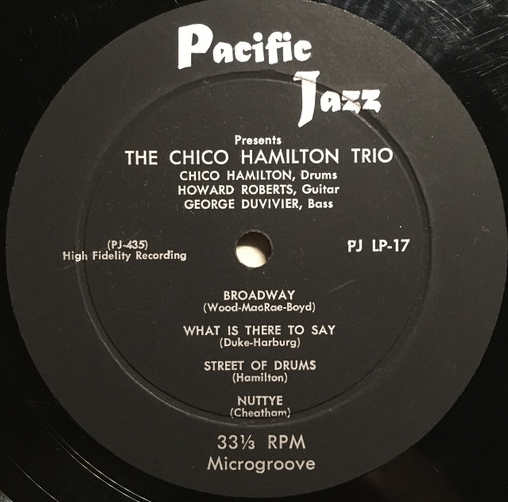 Pacific
Jazz
Presents
THE CHICO HAMILTON TRIO
CHICO HAMILTON, Drums
HOWARD ROBERTS, Guitar
GEORGE DUVIVIER, Bass
(PJ-435)
High Fidelity Recording
PJ LP-17
BROADWAY
(Wood-MacRae-Boyd)
WHAT IS THERE TO SAY
(Duke-Harburg)
STREET OF DRUMS
(Hamilton)
NUTTYE
(Cheatham)
33⅓ RPM
Microgroove